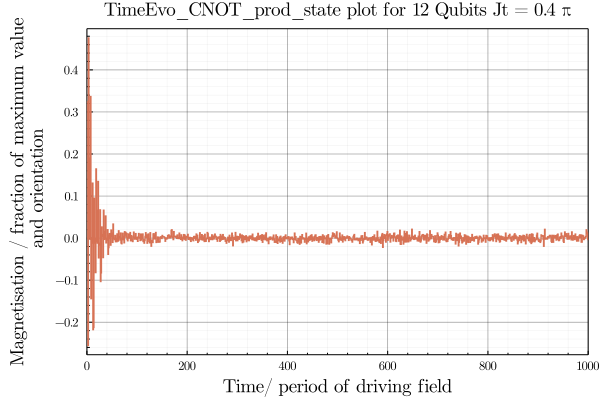 TimeEvo_CNOT_prod_state plot for 12 Qubits Jt = 0.4 π
Magnetisation / fraction of maximum value
and orientation
0.4
0.3
0.2
0.1
0.0
−0.1
−0.2
0 200 400 600 800 1000
Time/ period of driving field